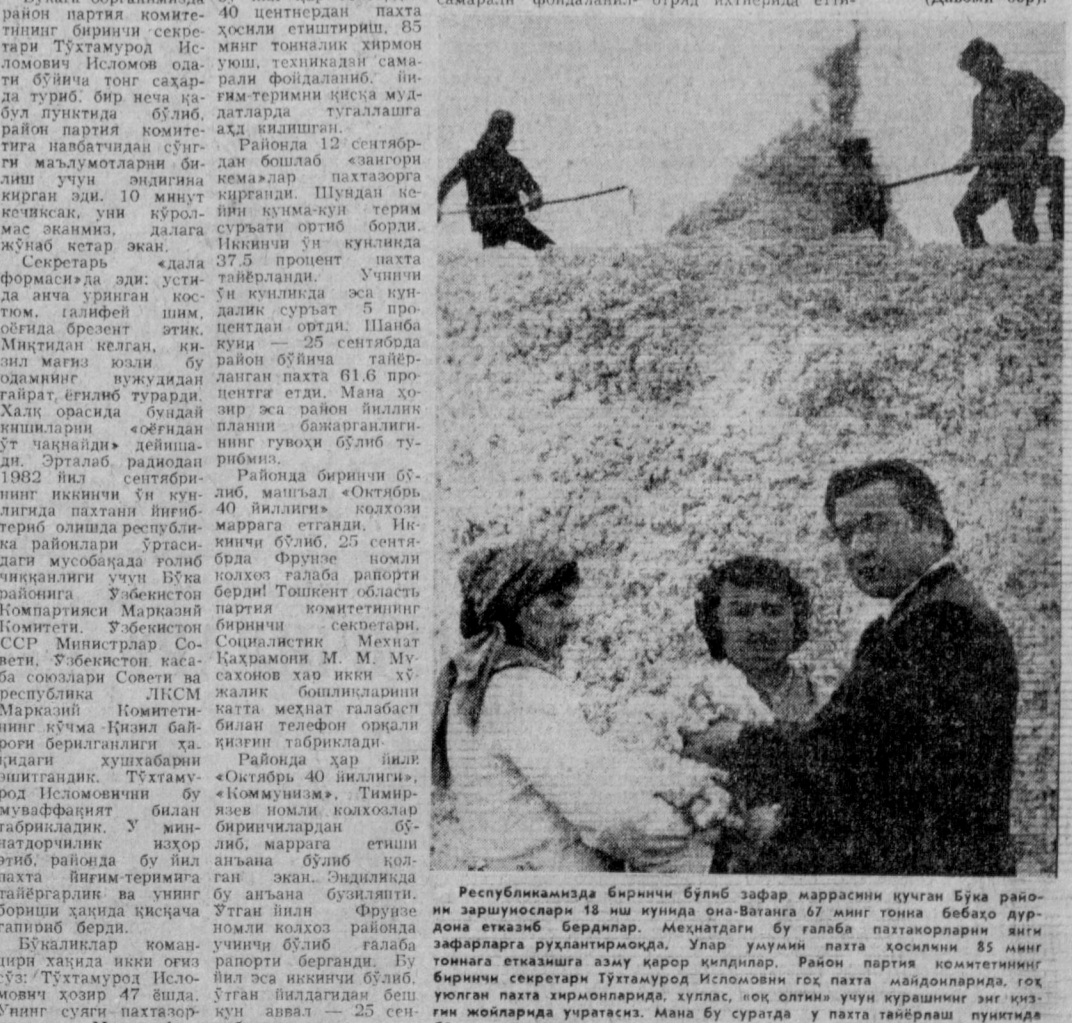 район партия комите-
тининг биринчи секре-
тари Тўхтамурод Ис-
ломович Исломов ода-
ти бўйича тонг саҳар-
да туриб, бир неча қа-
бул пунктида бўлиб,
район партия комите-
тига навбатчидан сўнг-
ги маълумотларни би-
лиш учун эндигина
кирган эди. 10 минут
кечиксак, уни кўрол-
мас эканмиз, далага
жўнаб кетар экан.
Секретарь «дала
формаси»да эди: усти-
да анча уринган кос-
тюм, галифей шим,
оёғида брезент этик.
Миқтидан келган, қи-
зил мағиз юзли бу
одамнинг вужудидан
ғайрат ёғилиб турарди.
Халқ орасида бундай
кишиларни «оёғидан
ўт чақнайди» дейиша-
ди. Эрталаб радиодан
1982 йил сентябри-
нинг иккинчи ўн кун-
лигида пахтани йиғиб-
териб олишда республи-
ка районлари ўртаси-
даги мусобақада ғолиб
чиққанлиги учун Бўка
районига Ўзбекистон
Компартияси Марказий
Комитети, Ўзбекистон
ССР Министрлар Со-
вети, Ўзбекистон каса-
ба союзлари Совети ва
республика ЛКСМ
Марказий Комитети-
нинг кўчма Қизил бай-
роғи берилганлиги ҳа-
қидаги хушхабарни
эшитгандик. Тўхтаму-
род Исломовични бу
муваффақият билан
табрикладик. У мин-
натдорчилик изҳор
этиб, районда бу йил
пахта йиғим-теримига
тайёргарлик ва унинг
бориши ҳақида қисқача
гапириб берди.
Бўкаликлар коман-
дири ҳақида икки оғиз
сўз: Тўхтамурод Исло-
мович ҳозир 47 ёшда.
Унинг суяги пахтазор-
40 центнердан пахта
ҳосили етиштириш, 85
минг тонналик хирмон
уюш, техникадан сама-
рали фойдаланиб, йи-
ғим-теримни қисқа муд-
датларда тугаллашга
аҳд қилишган.
Районда 12 сентябр-
дан бошлаб «зангори
кема»лар пахтазорга
кирганди. Шундан ке-
йин кунма-кун терим
суръати ортиб борди.
Иккинчи ўн кунликда
37,5 процент пахта
тайёрланди. Учинчи
ўн кунликда эса кун-
далик суръат 5 про-
центдан ортди. Шанба
куни — 25 сентябрда
район бўйича тайёр-
ланган пахта 61,6 про-
центга етди. Мана ҳо-
зир эса район йиллик
планни бажарганлиги-
нинг гувоҳи бўлиб ту-
рибмиз.
Районда биринчи бў-
либ, машъал «Октябрь
40 йиллиги» колхози
маррага етганди. Ик-
кинчи бўлиб, 25 сентя-
брда Фрунзе номли
колхоз ғалаба рапорти
берди! Тошкент область
партия комитетининг
биринчи секретари,
Социалистик Меҳнат
Қаҳрамони М. М. Му-
сахонов ҳар икки хў-
жалик бошлиқларини
катта меҳнат ғалабаси
билан телефон орқали
қизғин табриклади.
Районда ҳар йили
«Октябрь 40 йиллиги»,
«Коммунизм», Тимир-
язев номли колхозлар
биринчилардан бў-
либ, маррага етиши
анъана бўлиб қол-
ган экан. Эндиликда
бу анъана бузиляпти.
Ўтган йили Фрунзе
номли колхоз районда
учинчи бўлиб ғалаба
рапорти берганди. Бу
йил эса иккинчи бўлиб,
ўтган йилдагидан беш
кун аввал — 25 сен-
Республикамизда биринчи бўлиб зафар маррасини қучган Бўка райо-
ни заршунослари 18 иш кунида она-Ватанга 67 минг тонна бебаҳо дур-
дона етказиб бердилар. Меҳнатдаги бу ғалаба пахтакорларни янги
зафарларга руҳлантирмоқда. Улар умумий пахта ҳосилини 85 минг
тоннага етказишга азму қарор қилдилар. Район партия комитетининг
биринчи секретари Тўхтамурод Исломовни гоҳ пахта майдонларида, гоҳ
уюлган пахта хирмонларида, хуллас, «оқ олтин» учун курашнинг энг қиз-
ғин жойларида учратасиз. Мана бу суратда у пахта тайёрлаш пунктида